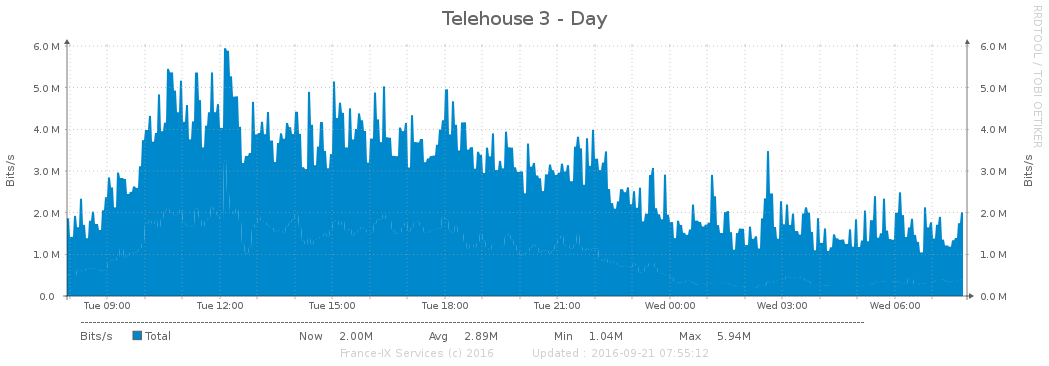 Telehouse 3 - Day
RRDTOOL / TOBI OETIKER
Bits/s
6.0 M
5.0 M
4.0 M
3.0 M
2.0 M
1.0 M
0.0
6.0 M
5.0 M
4.0 M
3.0 M
2.0 M
1.0 M
0.0 M
Bits/s
Tue 09:00 Tue 12:00 Tue 15:00 Tue 18:00 Tue 21:00 Wed 00:00 Wed 03:00 Wed 06:00
Bits/s Total Now 2.00M Avg 2.89M Min 1.04M Max 5.94M
France-IX Services (c) 2016 Updated : 2016-09-21 07:55:12